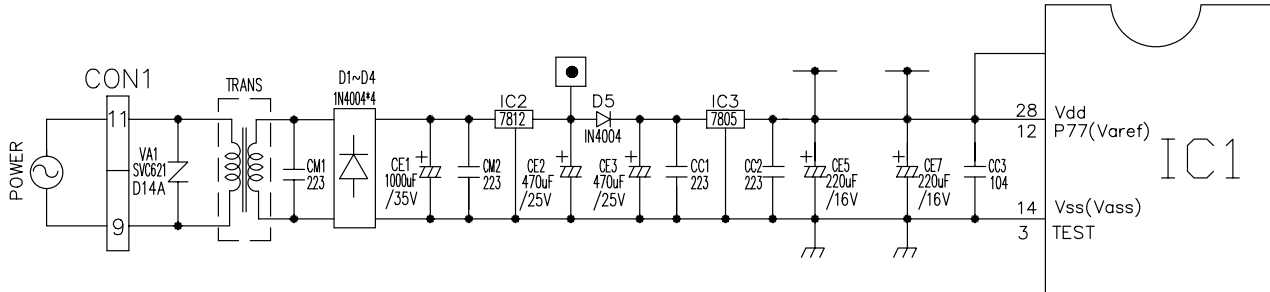 POWER
CON1
11
9
VA1
SVC621
D14A
TRANS
CM1
223
D1~D4
1N4004*4
CE1
1000uF
/35V
CM2
223
IC2
7812
CE2
470uF
/25V
D5
IN4004
CE3
470uF
/25V
CC1
223
IC3
7805
CC2
223
CE5
220uF
/16V
CE7
220uF
/16V
CC3
104
28 Vdd
12 P77(Varef)
14 Vss(Vass)
3 TEST
IC1